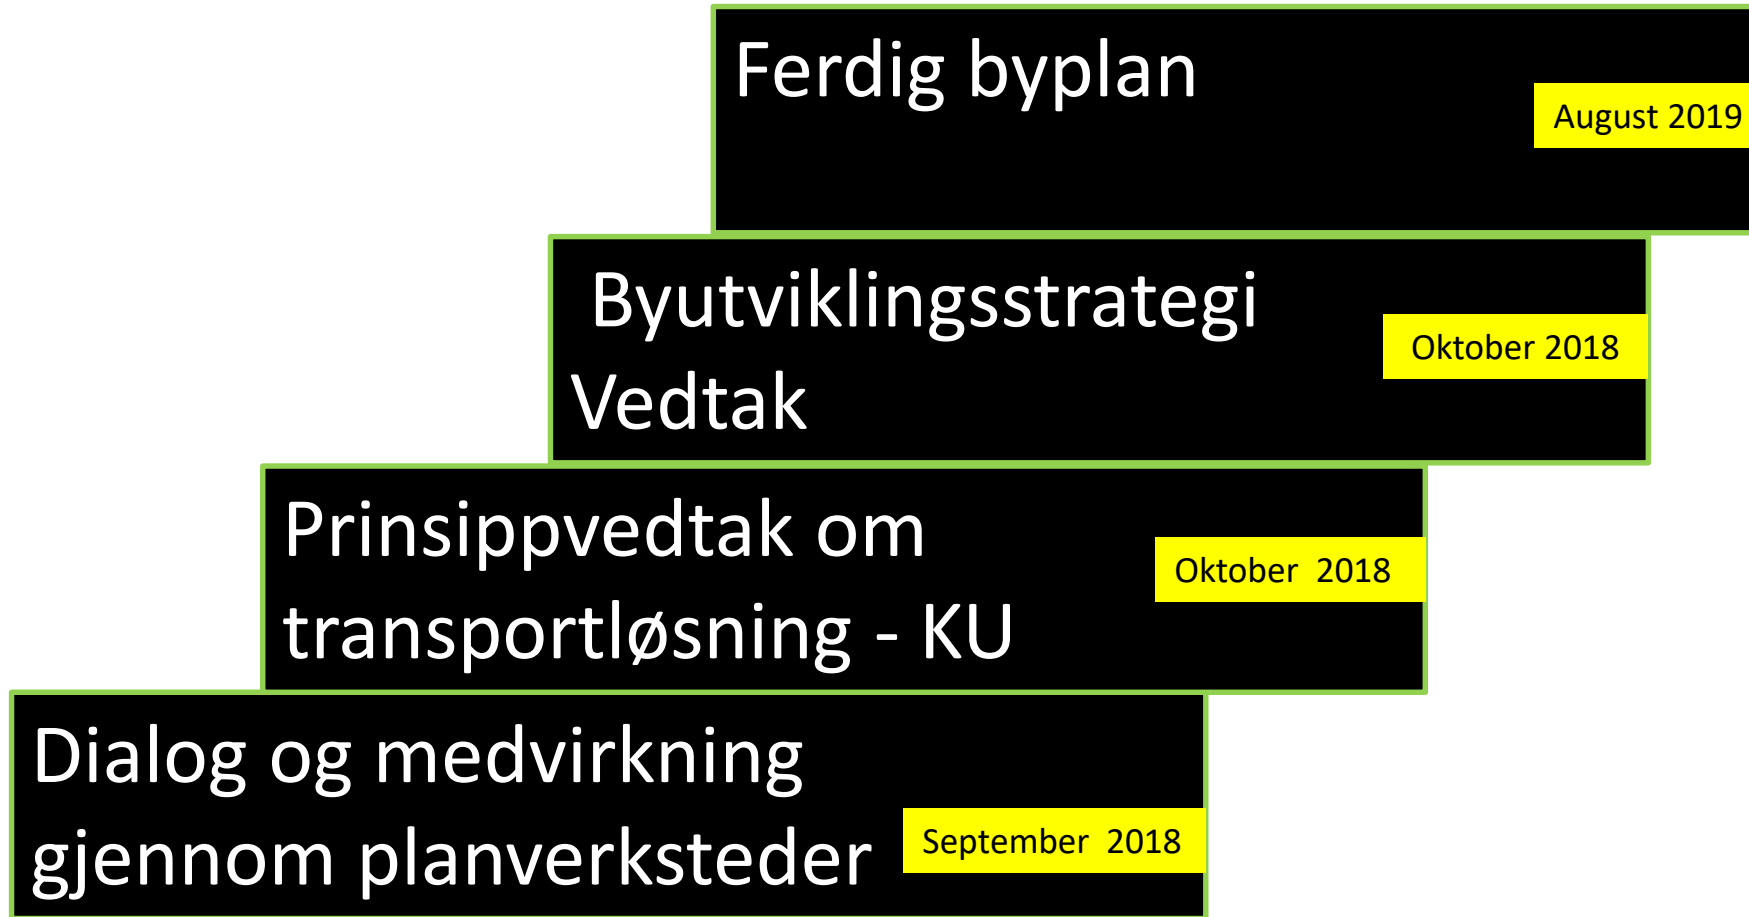 Ferdig byplan
August 2019
Byutviklingsstrategi
Vedtak
Oktober 2018
Prinsippvedtak om
transportløsning - KU
Oktober 2018
Dialog og medvirkning
gjennom planverksteder
September 2018